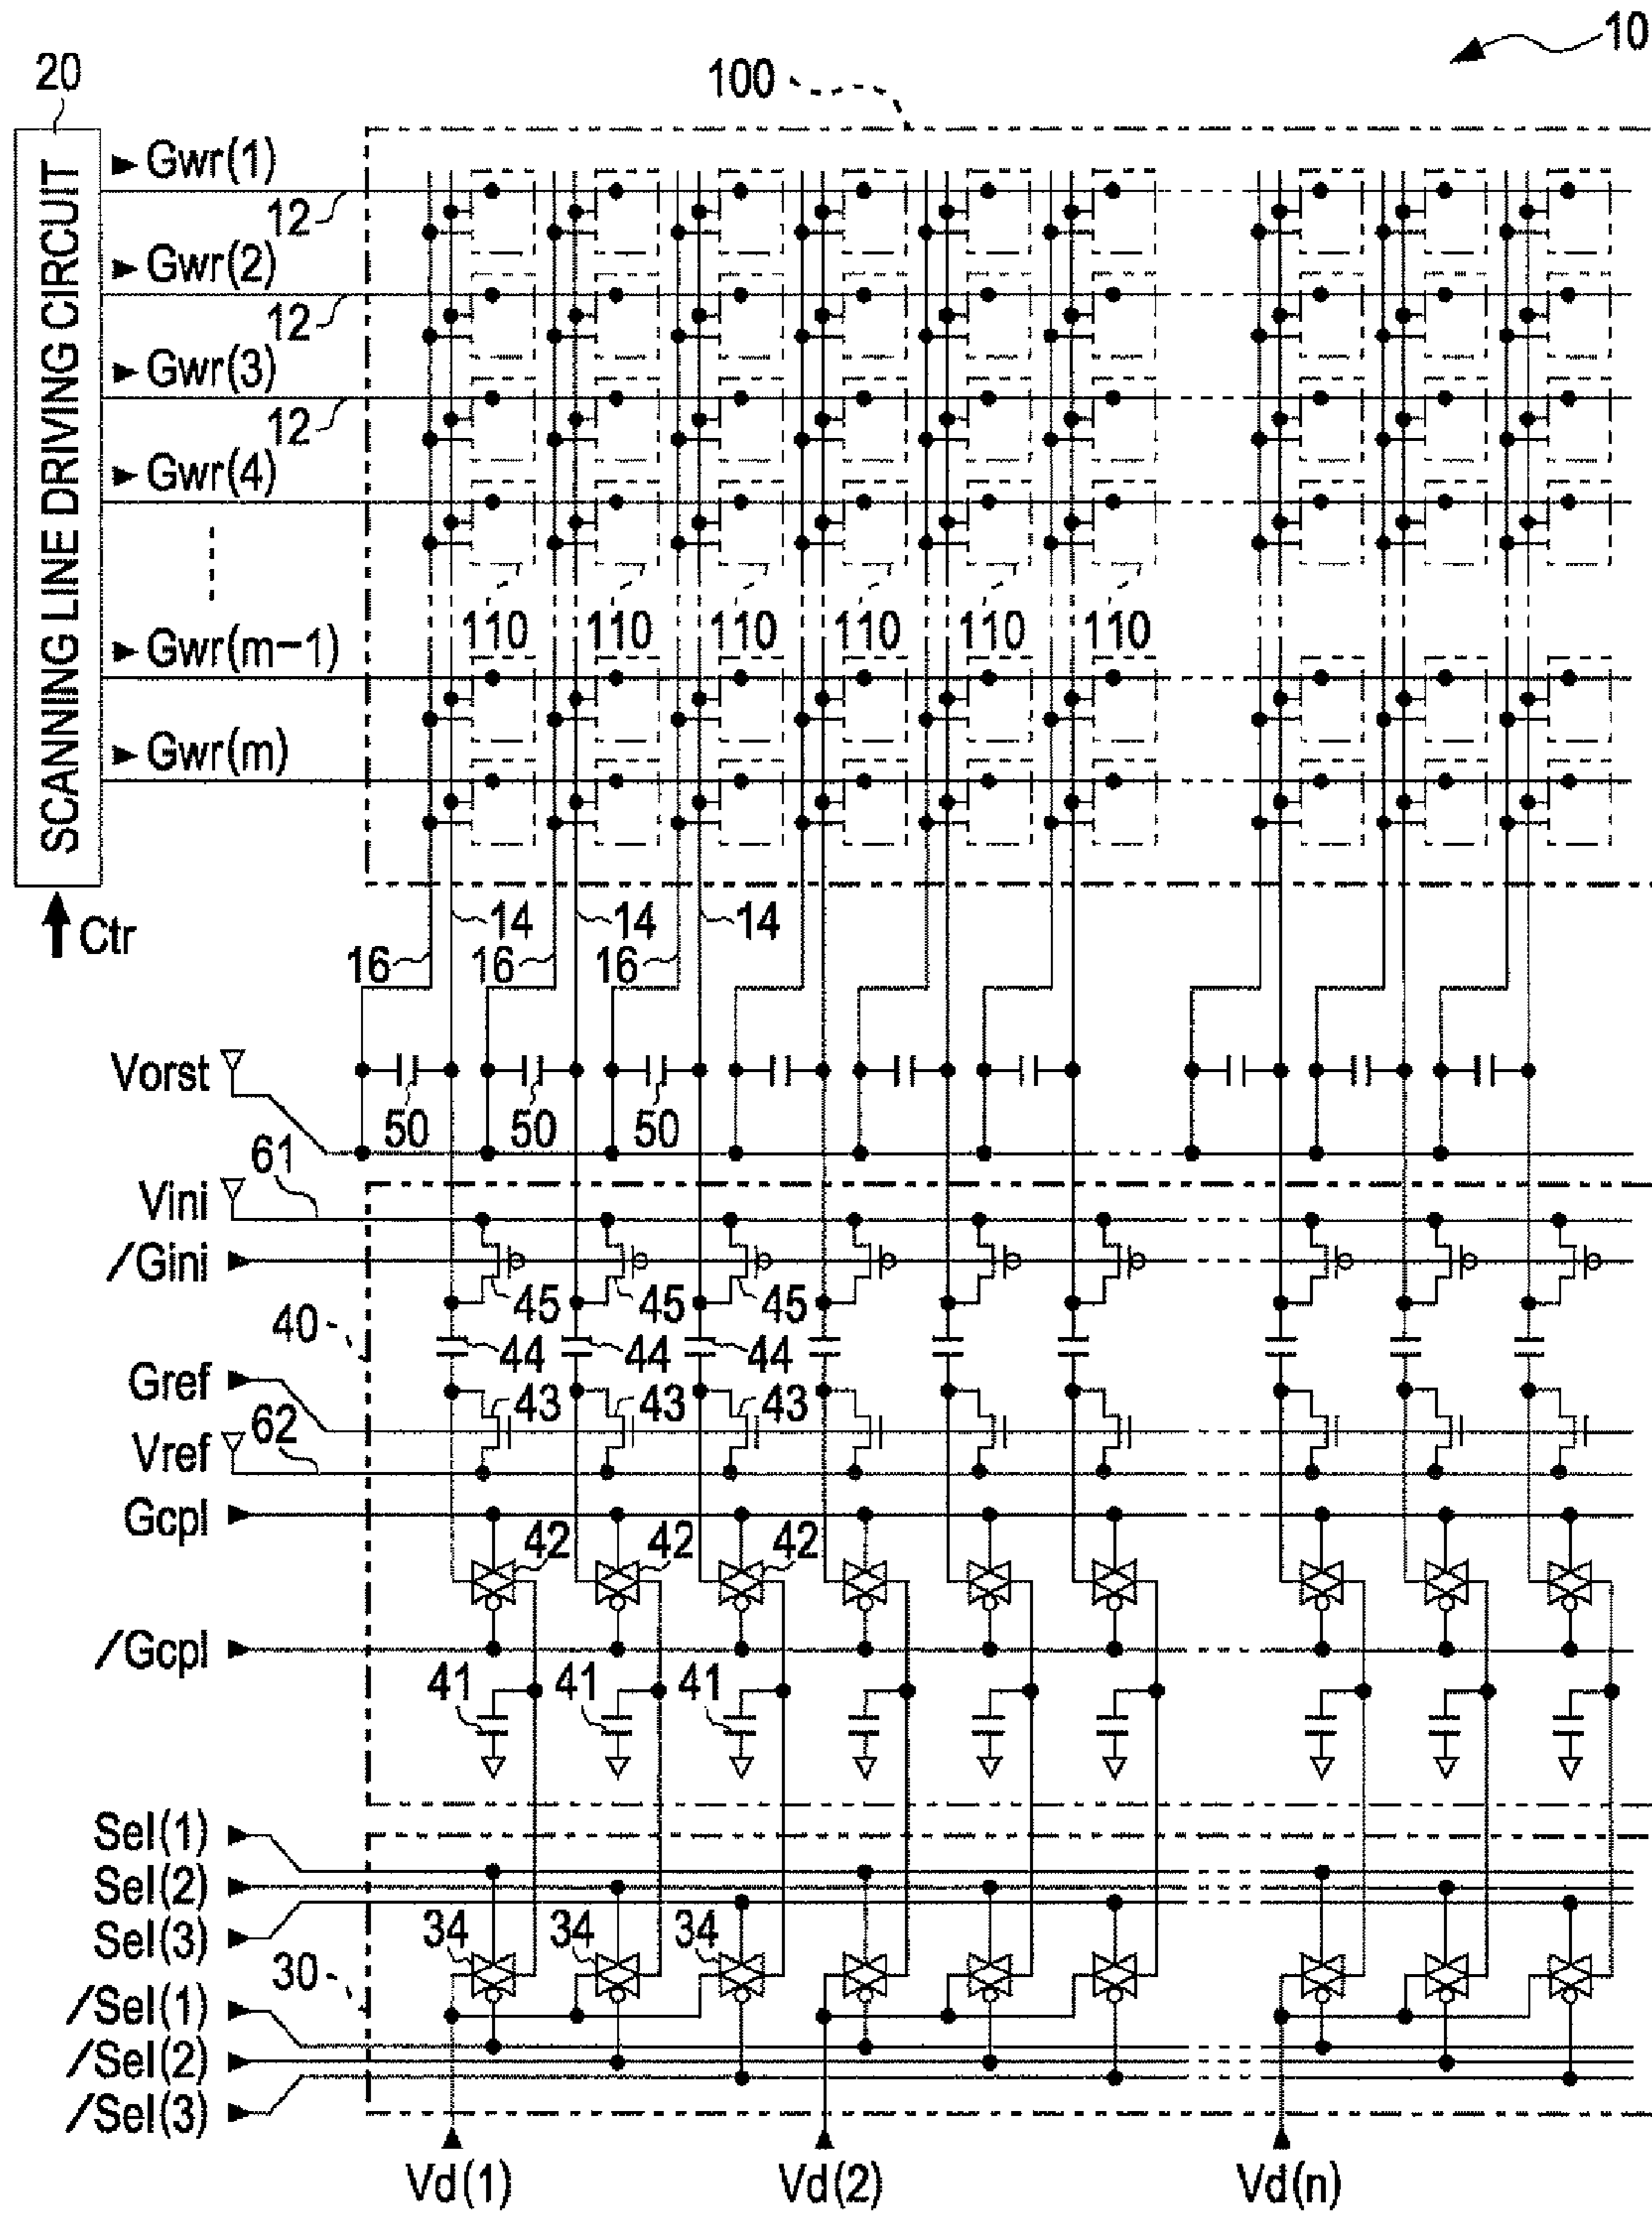 10
20
100
SCANNING LINE DRIVING CIRCUIT
Gwr(1)
12
Gwr(2)
12
Gwr(3)
12
Gwr(4)
110 110 110 110 110 110
Gwr(m-1)
Gwr(m)
Ctr
14 14 14
16 16 16
Vorst
50 50 50
61
Vini
/Gini
45 45 45
40
44 44 44
Gref
43 43 43
62
Vref
Gcpl
42 42 42
/Gcpl
41 41 41
Sel(1)
Sel(2)
Sel(3)
34 34 34
30
/Sel(1)
/Sel(2)
/Sel(3)
Vd(1) Vd(2) Vd(n)